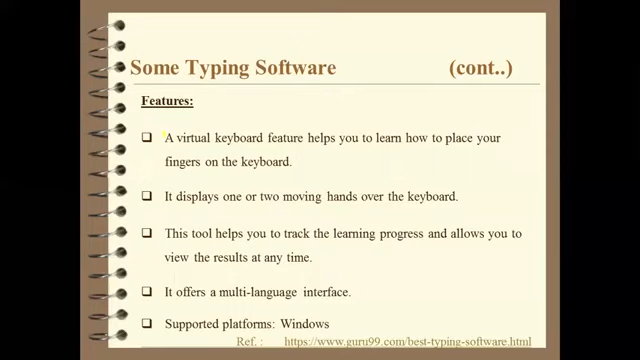 Some Typing Software (cont..)
Features:
A virtual keyboard feature helps you to learn how to place your
fingers on the keyboard.
It displays one or two moving hands over the keyboard.
This tool helps you to track the learning progress and allows you to
view the results at any time.
It offers a multi-language interface.
Supported platforms: Windows
Ref. : https://www.guru99.com/best-typing-software.html